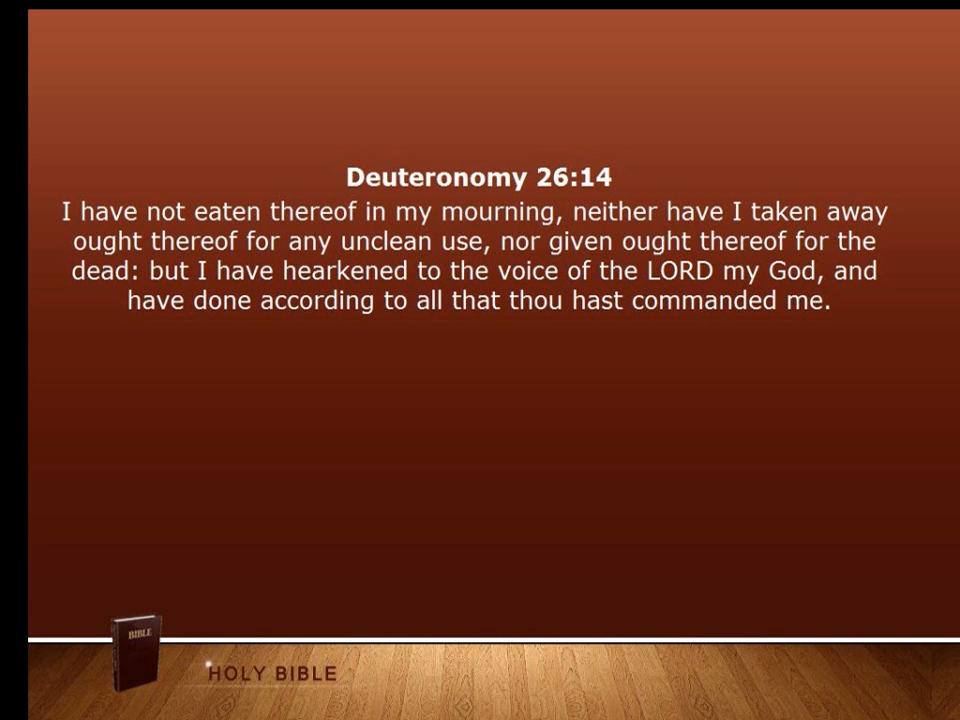 Deuteronomy 26:14
I have not eaten thereof in my mourning, neither have I taken away
ought thereof for any unclean use, nor given ought thereof for the
dead: but I have hearkened to the voice of the LORD my God, and
have done according to all that thou hast commanded me.
BIBLE
HOLY BIBLE